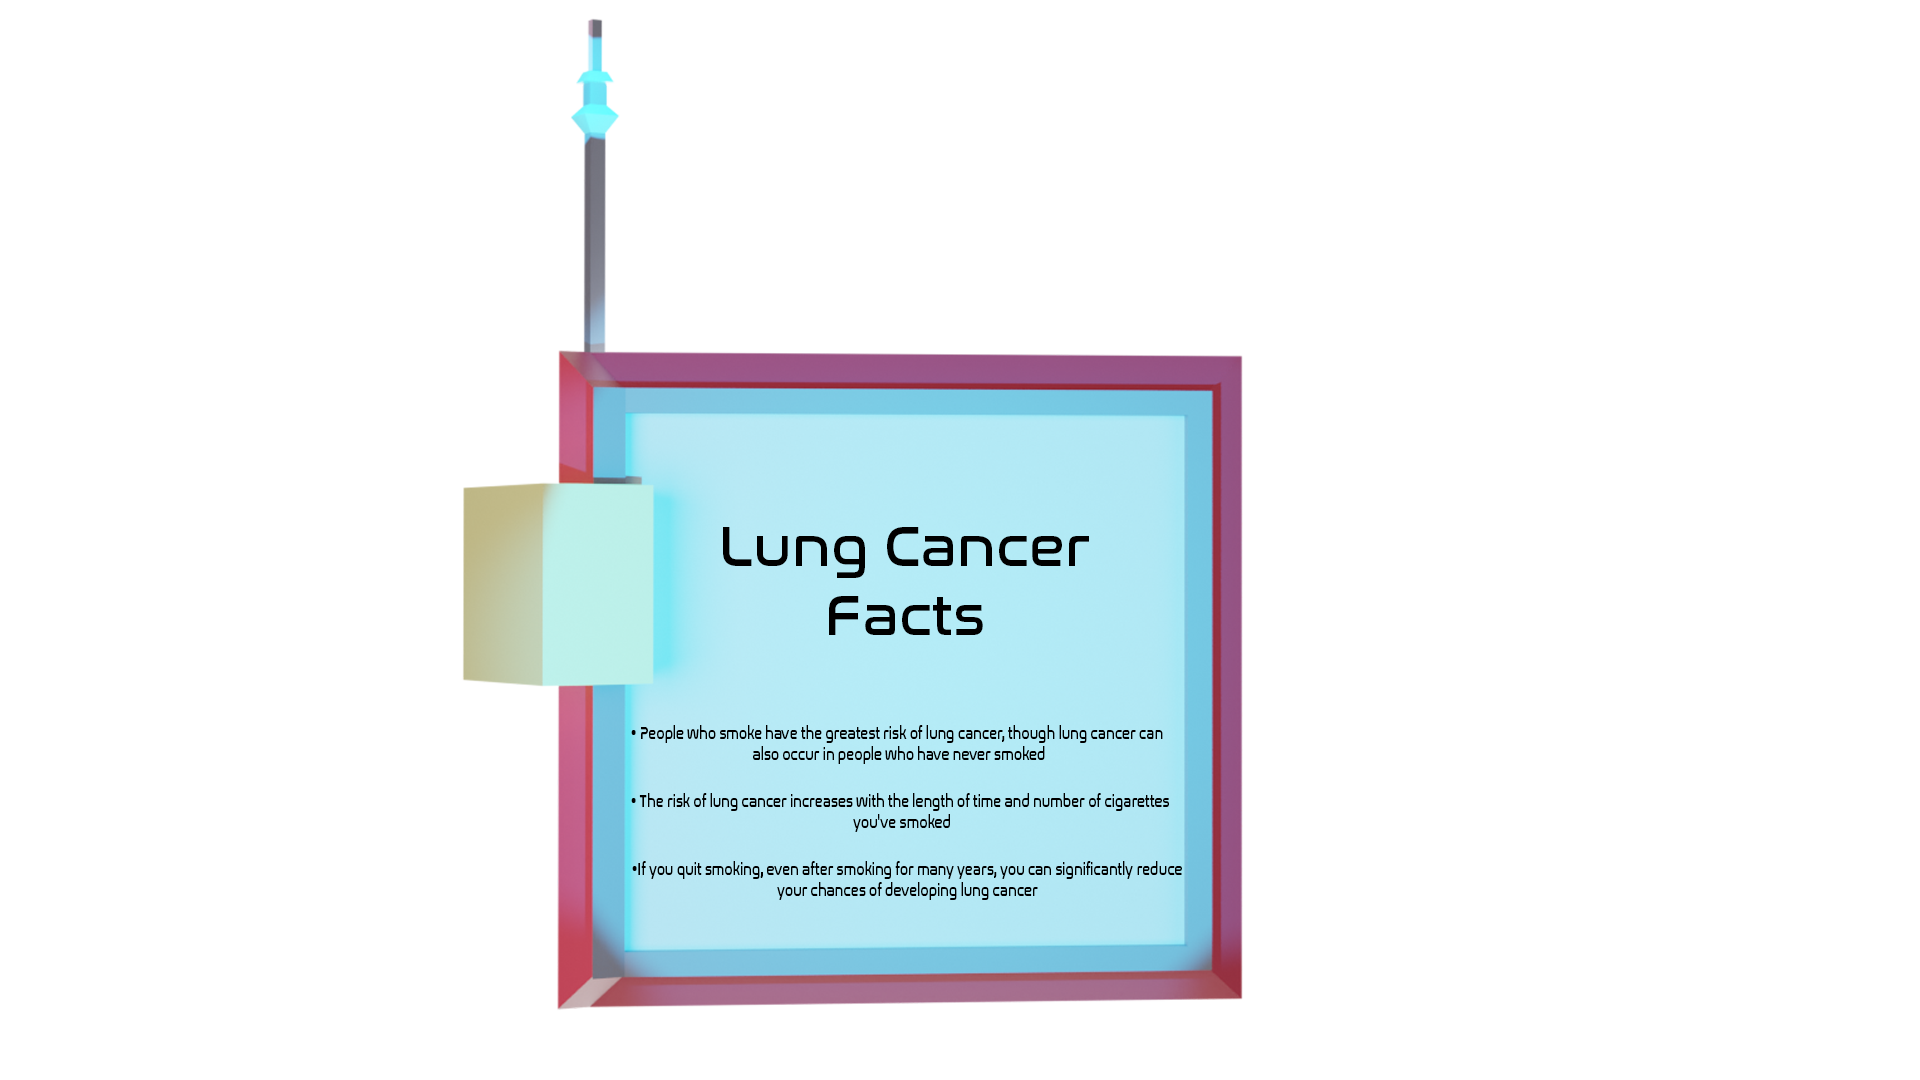 Lung Cancer
Facts
• People who smoke have the greatest risk of lung cancer, though lung cancer can
also occur in people who have never smoked
• The risk of lung cancer increases with the length of time and number of cigarettes
you've smoked
•If you quit smoking, even after smoking for many years, you can significantly reduce
your chances of developing lung cancer